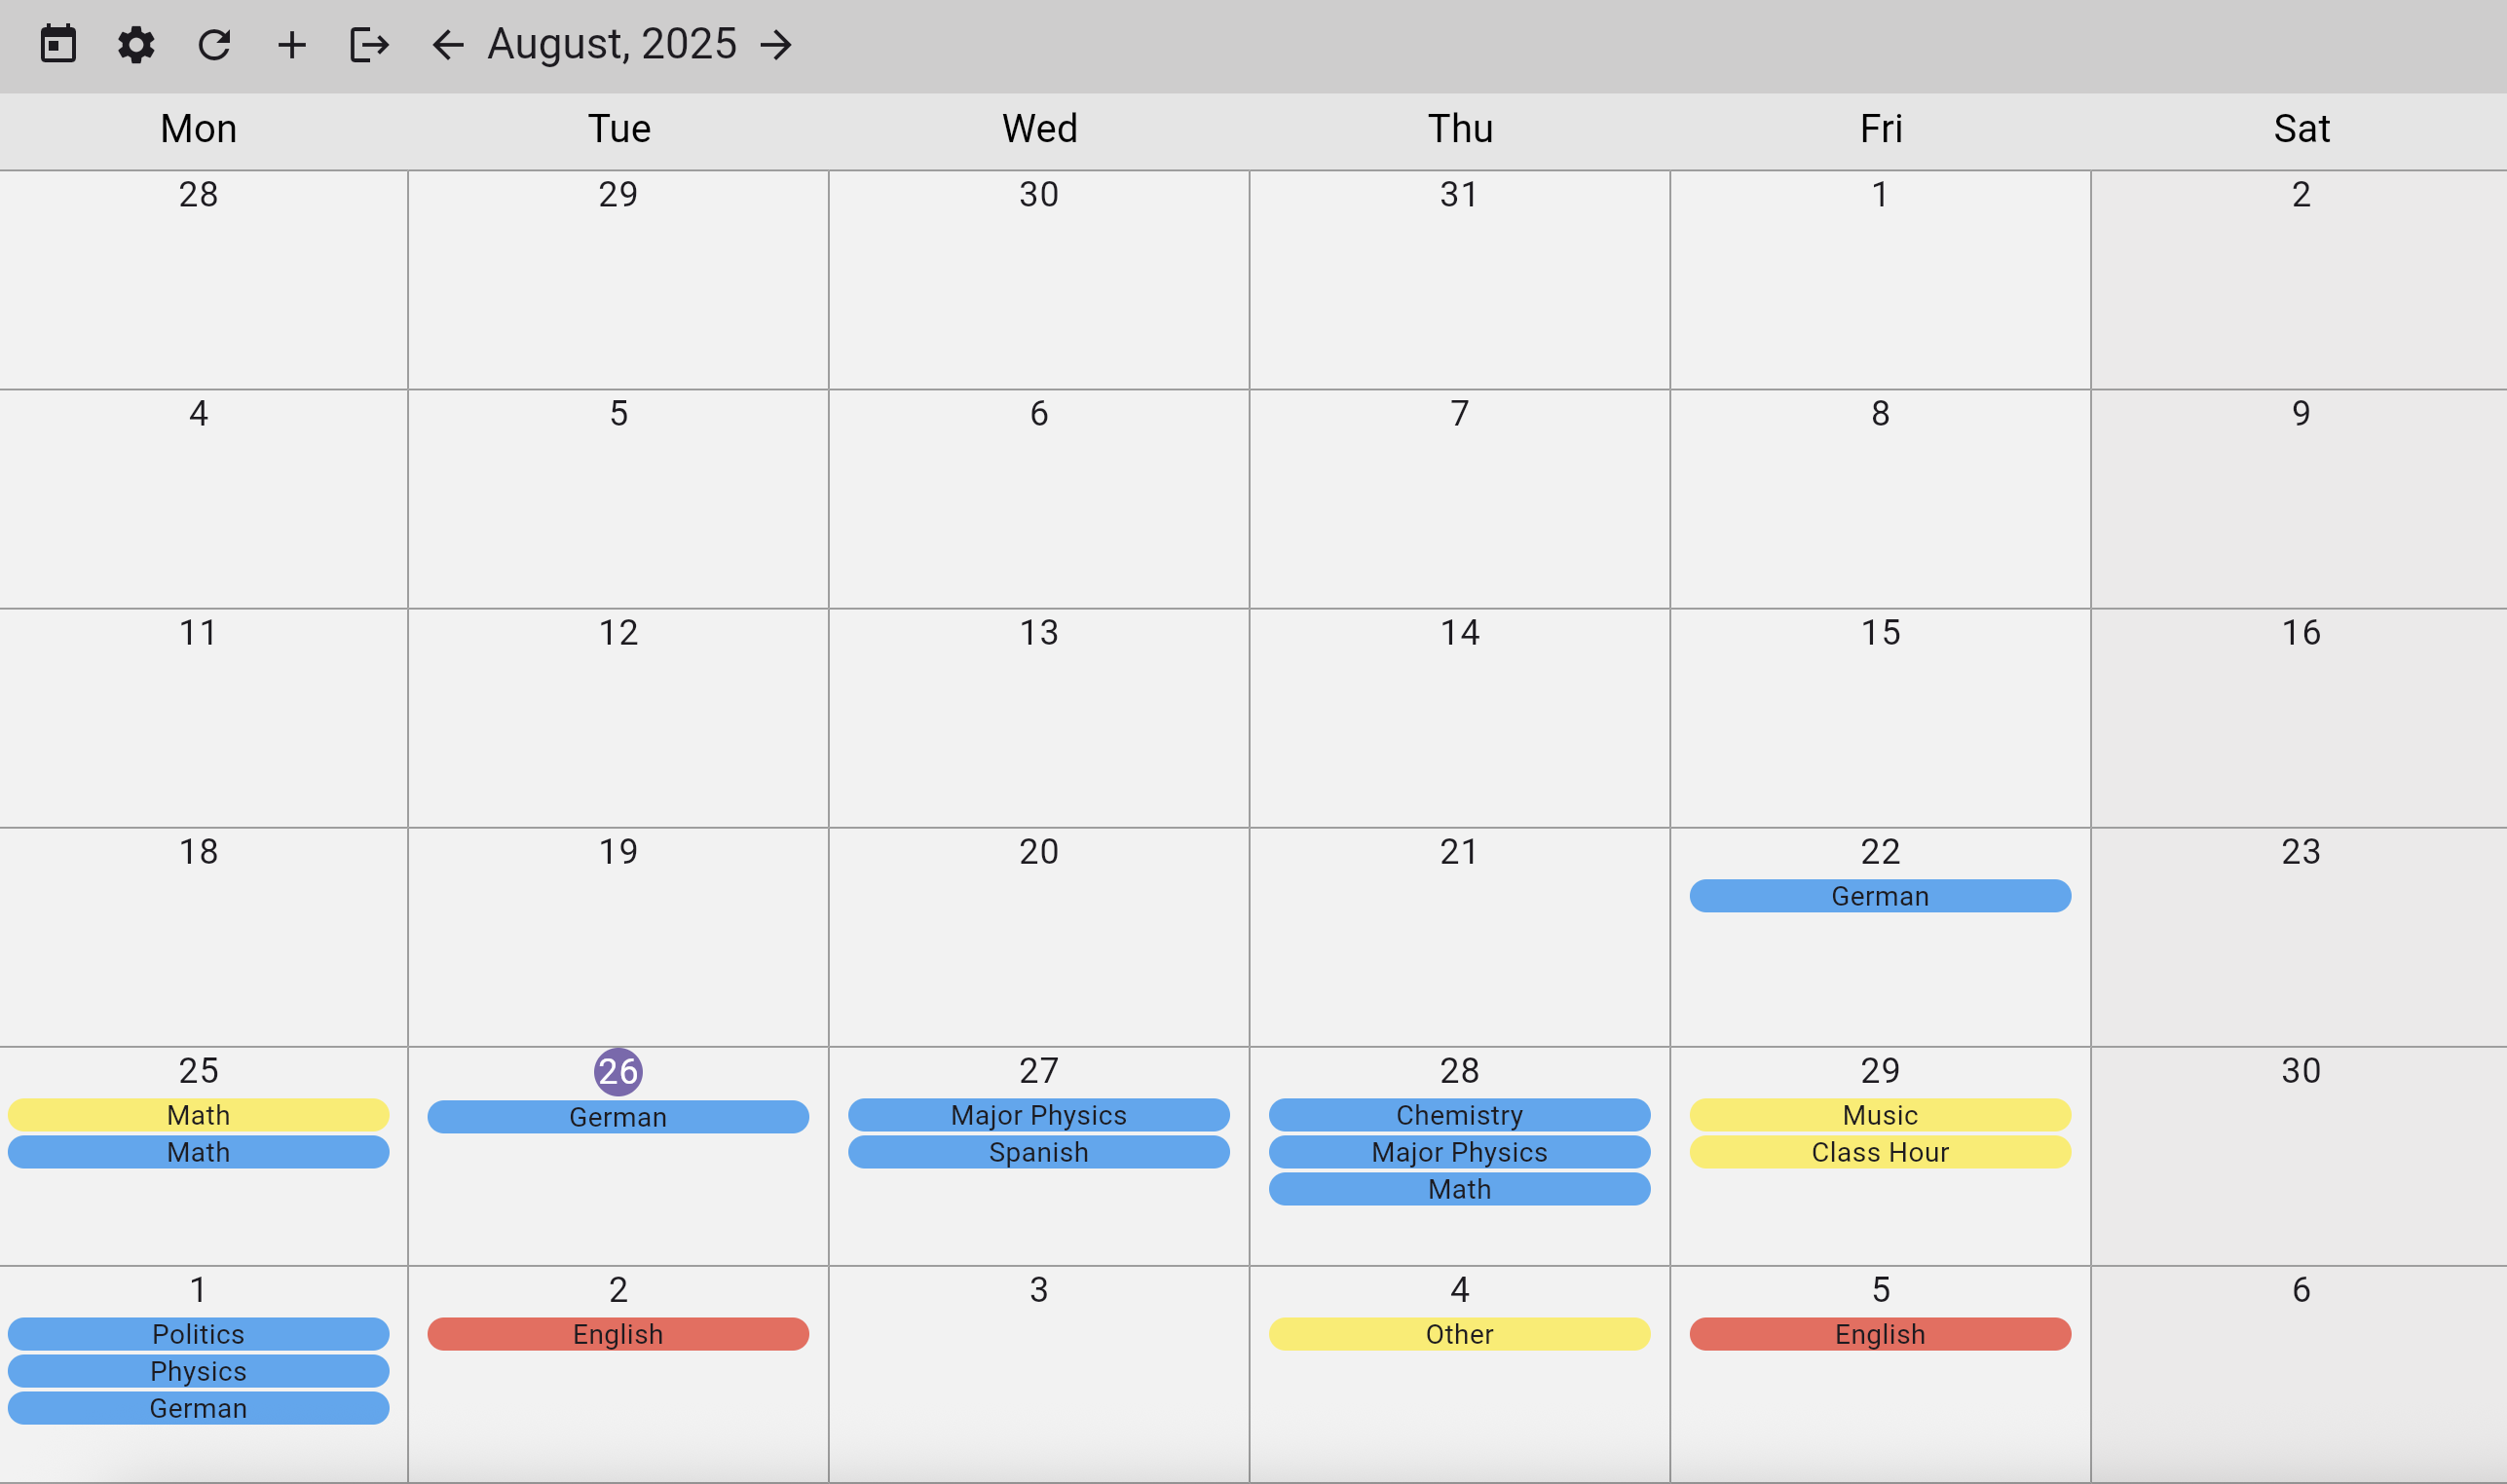 August, 2025
Mon Tue Wed Thu Fri Sat
28 29 30 31 1 2
4 5 6 7 8 9
11 12 13 14 15 16
18 19 20 21 22 23
German
25 26 27 28 29 30
Math German Major Physics Chemistry Music
Math Spanish Major Physics Class Hour
Math
1 2 3 4 5 6
Politics English Other English
Physics
German